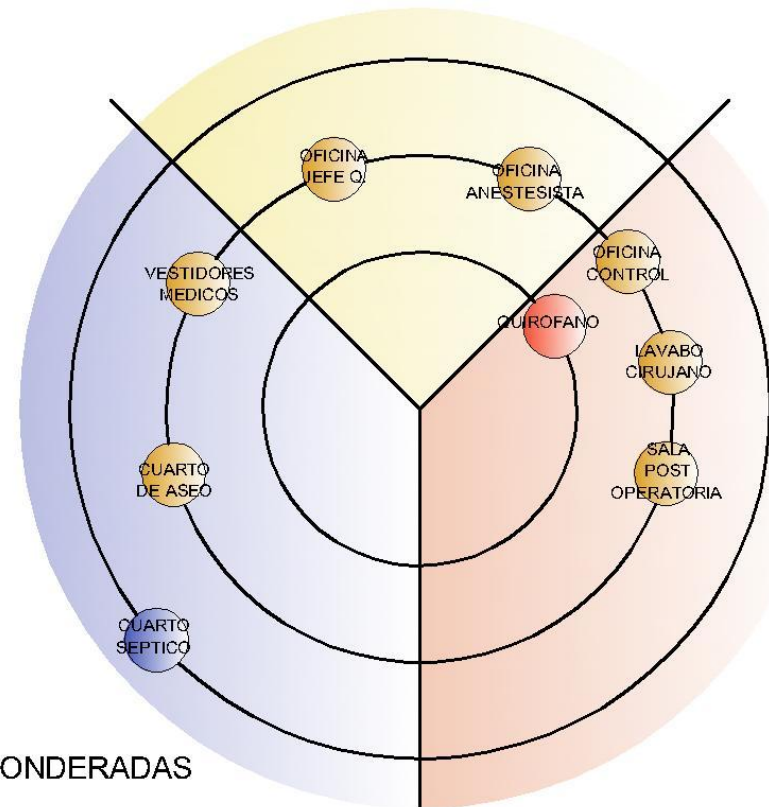 OFICINA
JEFE Q.
OFICINA
ANESTESISTA
VESTIDORES
MEDICOS
OFICINA
CONTROL
QUIROFANO
LAVABO
CIRUJANO
CUARTO
DE ASEO
SALA
POST
OPERATORIA
CUARTO
SEPTICO
ONDERADAS